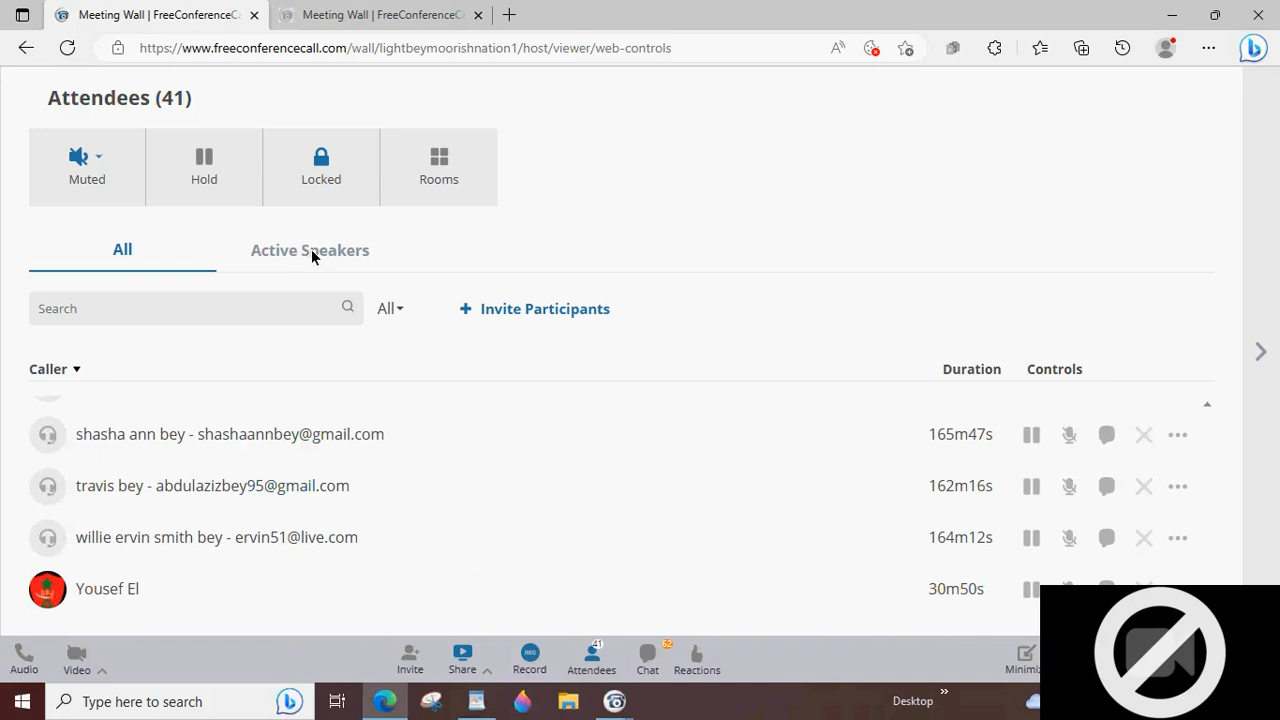 Meeting Wall | FreeConferenceCa
Meeting Wall | FreeConferenceC
https://www.freeconferencecall.com/wall/lightbeymoorishnation1/host/viewer/web-controls
Attendees (41)
Muted
Hold
Locked
Rooms
All
Active Speakers
Search
All
+ Invite Participants
Caller
Duration
Controls
shasha ann bey - shashaannbey@gmail.com
165m47s
travis bey - abdulazizbey95@gmail.com
162m16s
willie ervin smith bey - ervin51@live.com
164m12s
Yousef El
30m50s
Audio
Video
Invite
Share
REC
Record
41
Attendees
62
Chat
Reactions
Minimiz
Type here to search
Desktop